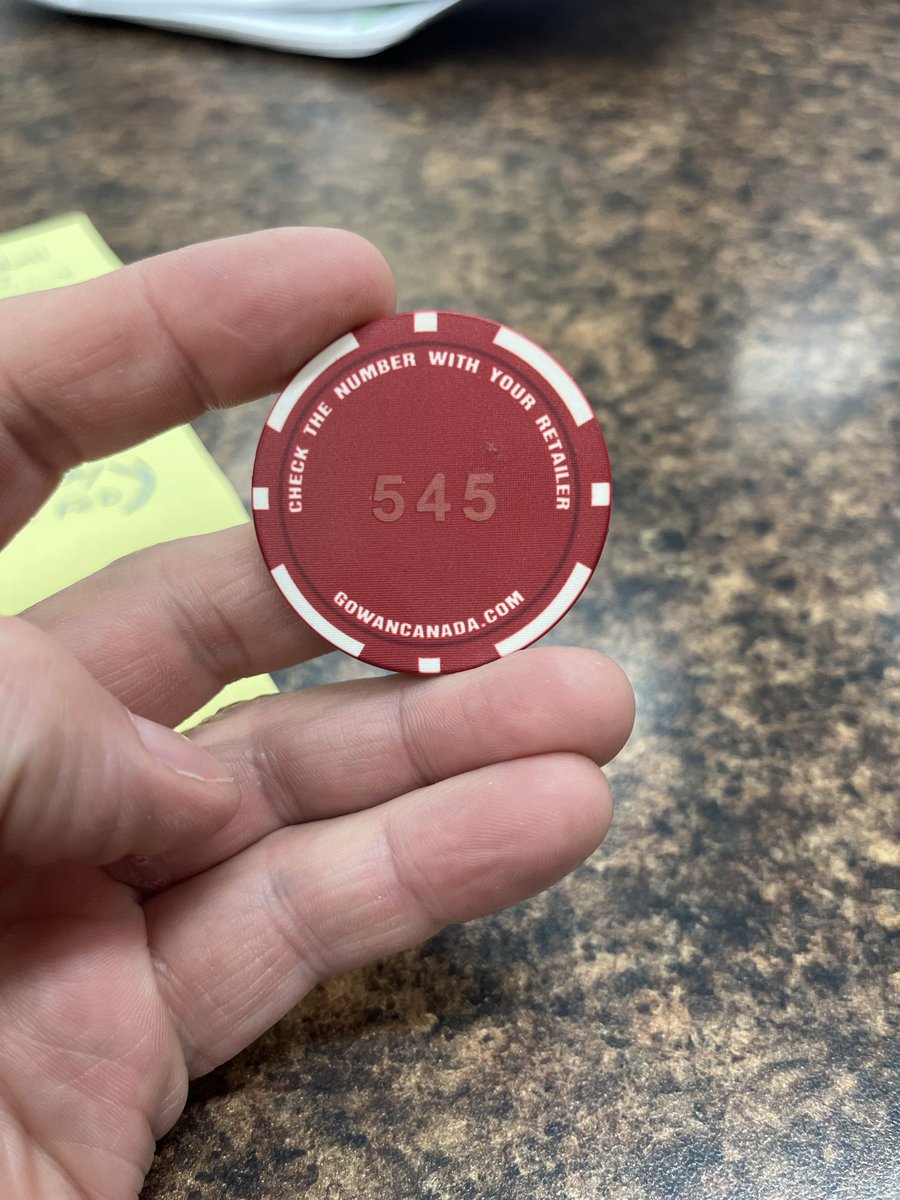 CHECK THE NUMBER WITH YOUR RETAILER
545
GOWANCANADA.COM